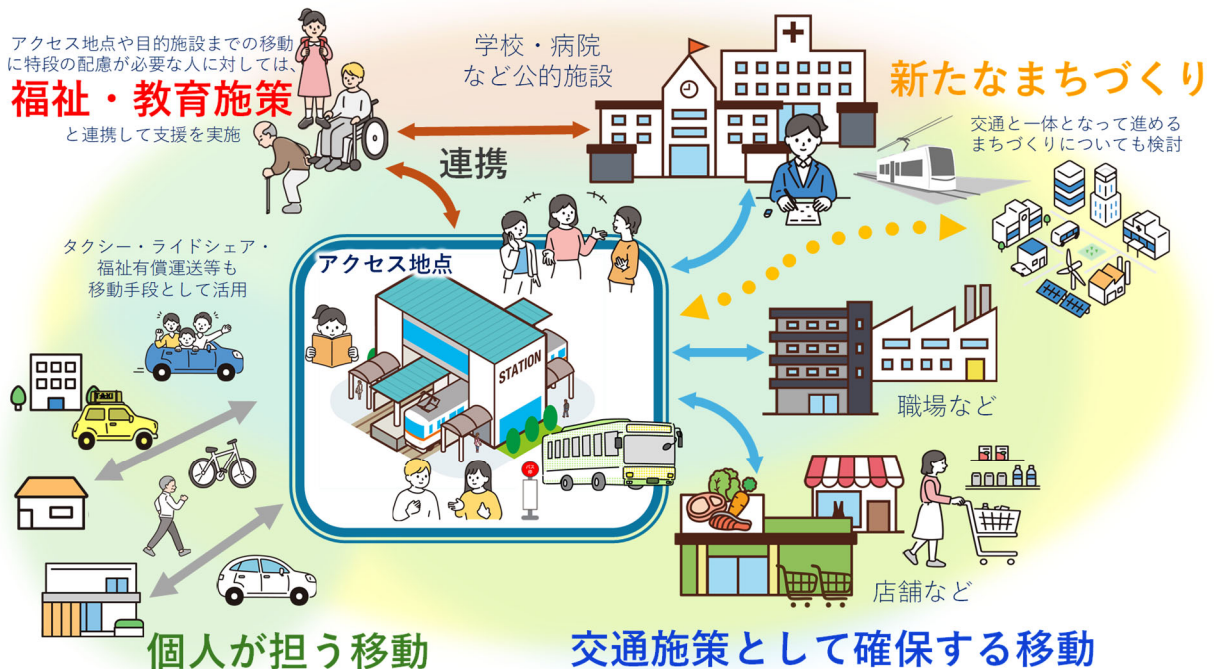 アクセス地点や目的施設までの移動
に特段の配慮が必要な人に対しては、
福祉・教育施策
と連携して支援を実施
学校・病院
など公的施設
新たなまちづくり
交通と一体となって進める
まちづくりについても検討
連携
タクシー・ライドシェア・
福祉有償運送等も
移動手段として活用
アクセス地点
STATION
TAXI
職場など
店舗など
個人が担う移動
交通施策として確保する移動